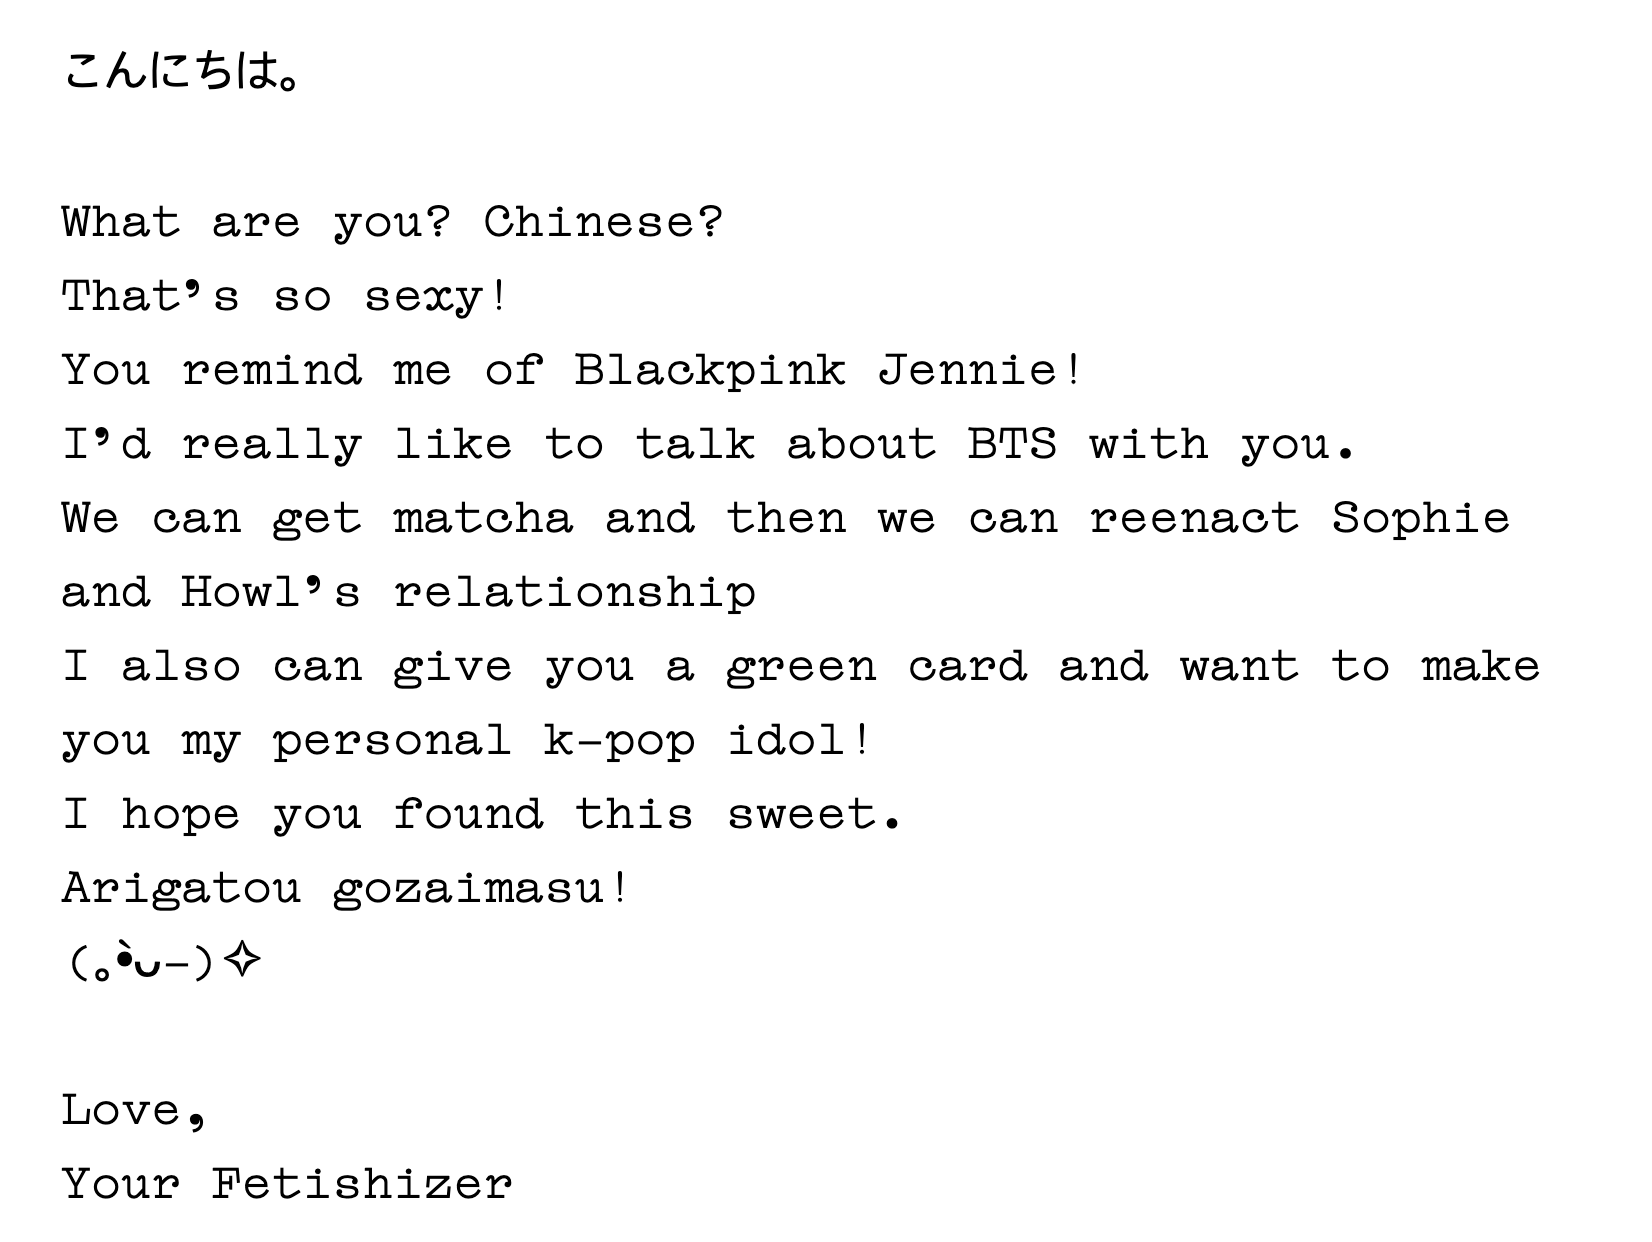 こんにちは。
What are you? Chinese?
That’s so sexy!
You remind me of Blackpink Jennie!
I’d really like to talk about BTS with you.
We can get matcha and then we can reenact Sophie
and Howl’s relationship
I also can give you a green card and want to make
you my personal k-pop idol!
I hope you found this sweet.
Arigatou gozaimasu!
(｡•̀ᴗ-)✧
Love,
Your Fetishizer